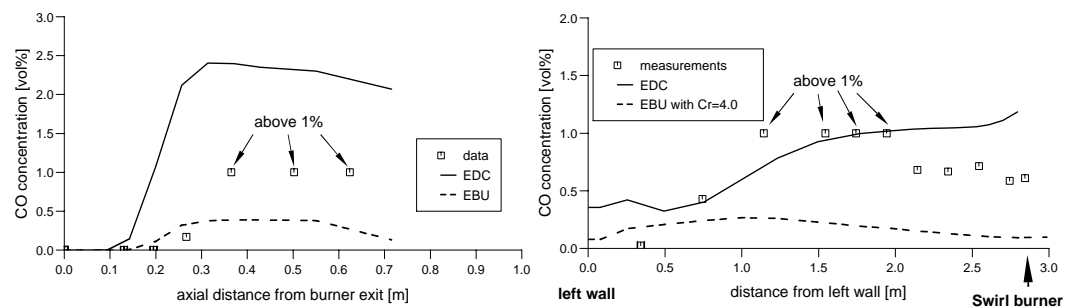 3.0
2.5
2.0
1.5
1.0
0.5
0.0
CO concentration [vol%]
above 1%
data
EDC
EBU
0.0 0.1 0.2 0.3 0.4 0.5 0.6 0.7 0.8 0.9 1.0
axial distance from burner exit [m]
2.0
1.5
1.0
0.5
0.0
CO concentration [vol%]
measurements
EDC
EBU with Cr=4.0
above 1%
0.0 0.5 1.0 1.5 2.0 2.5 3.0
left wall
distance from left wall [m]
Swirl burner